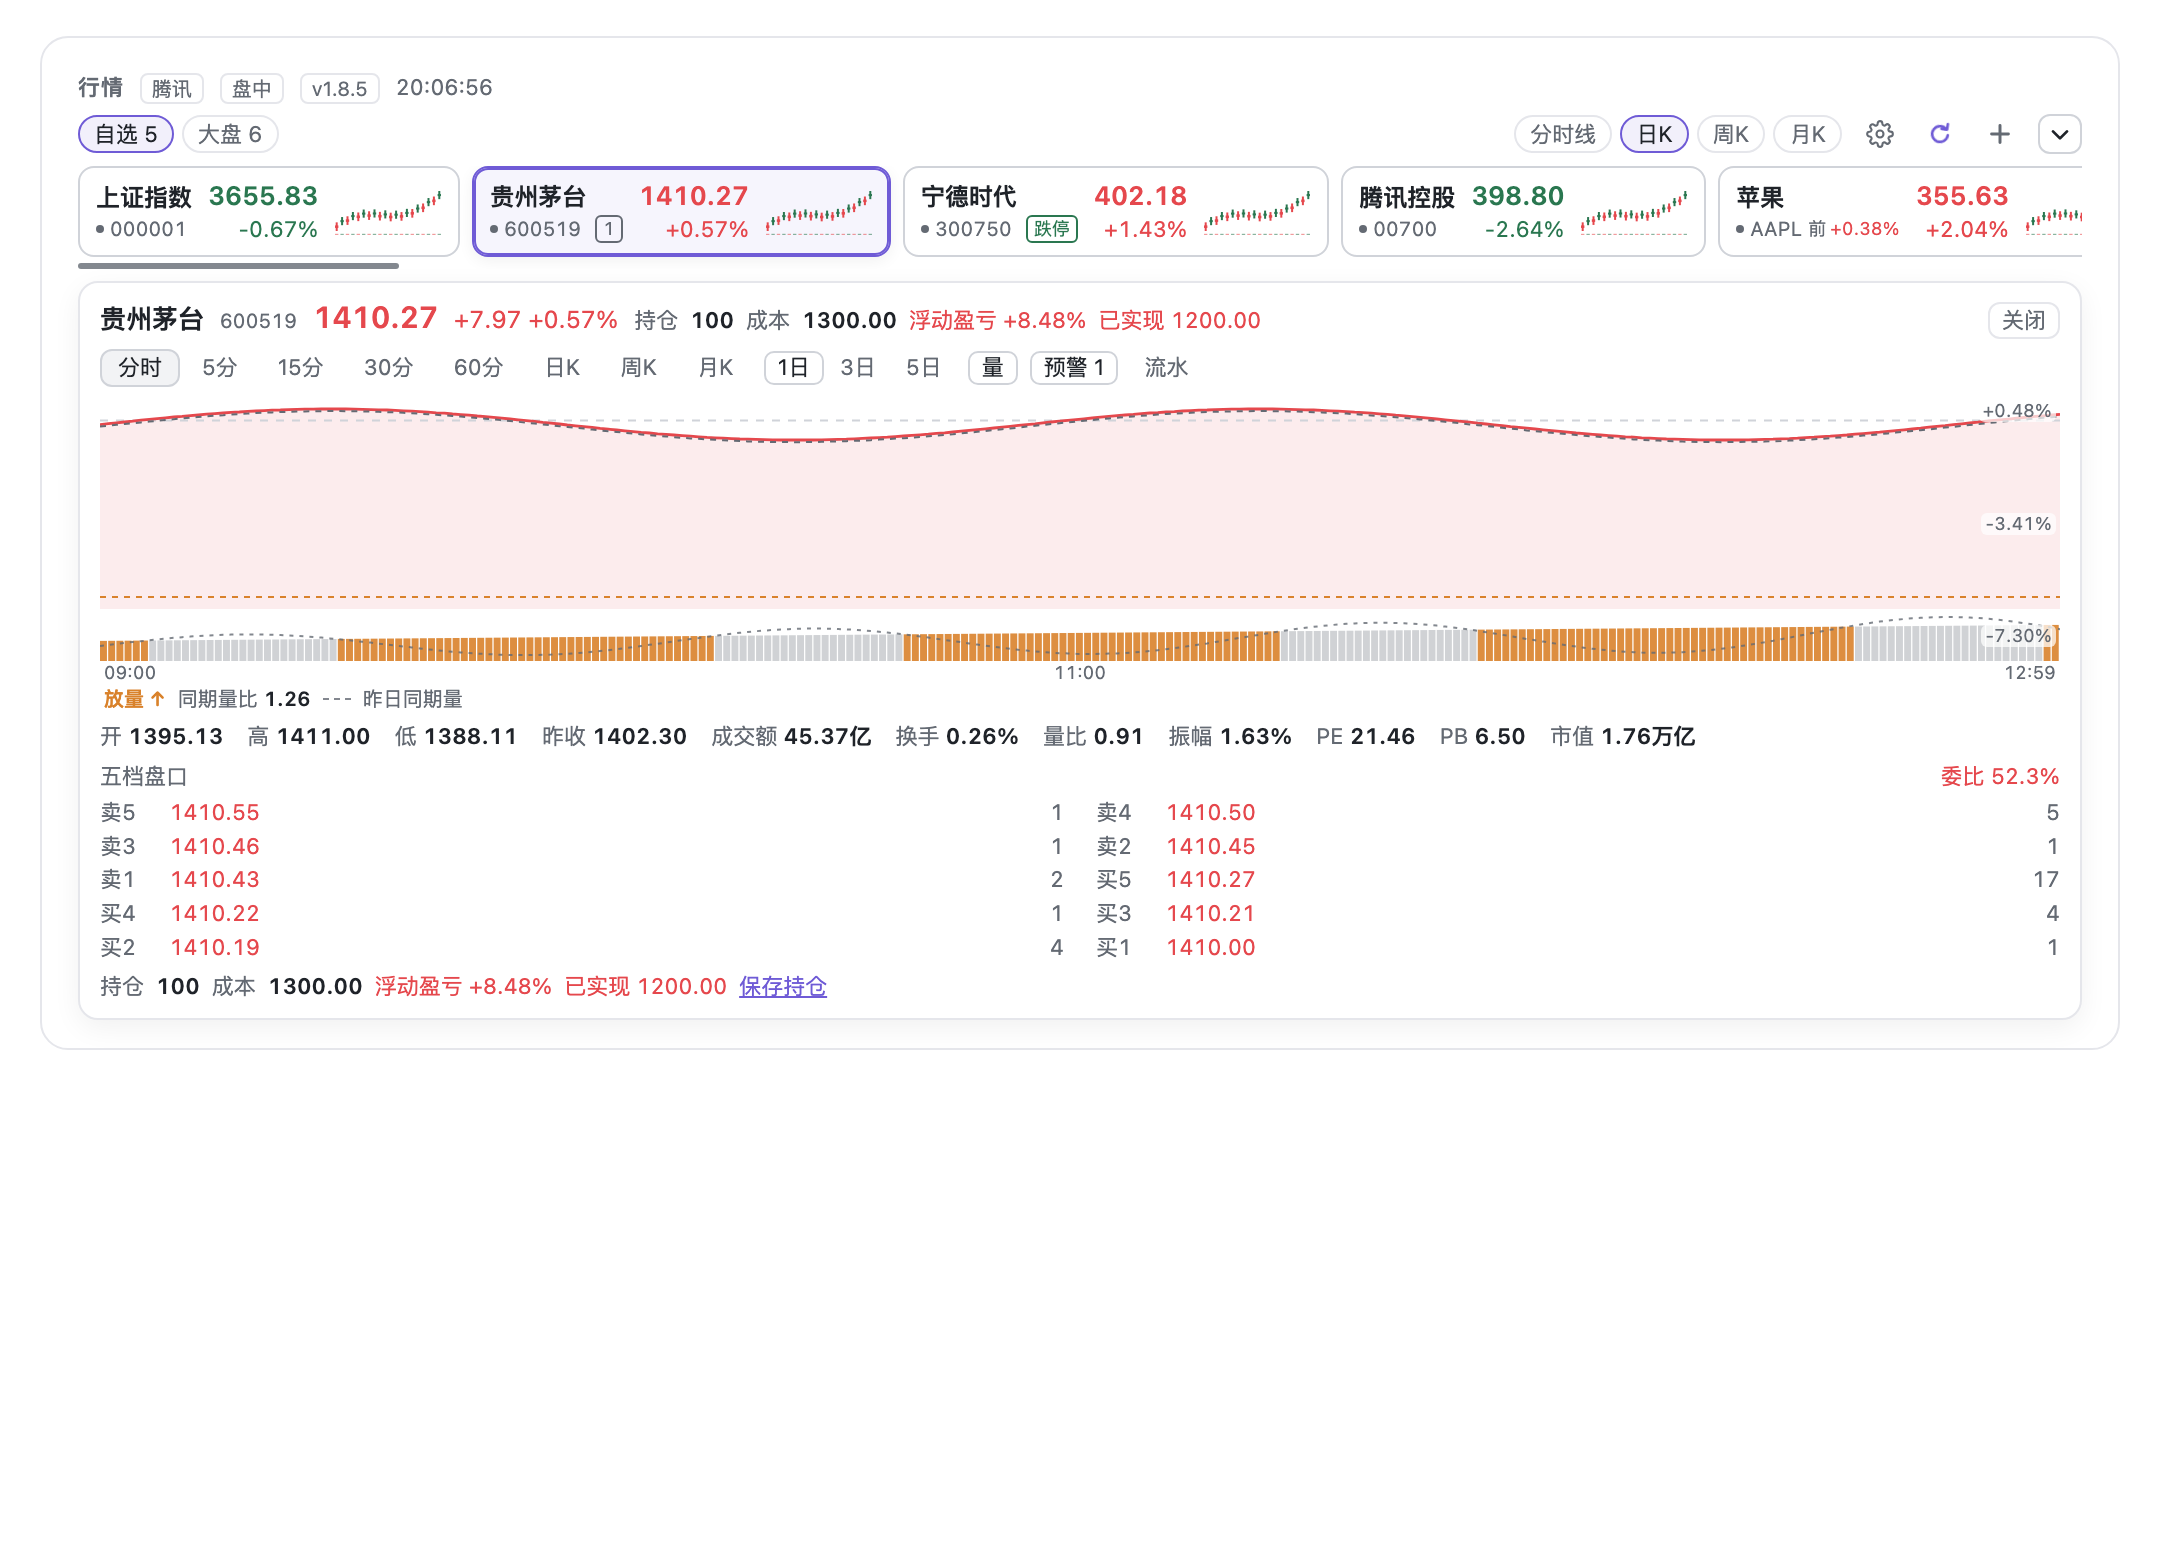 行情 腾讯 盘中 v1.8.5 20:06:56
自选 5 大盘 6 分时线 日K 周K 月K
上证指数 3655.83 贵州茅台 1410.27 宁德时代 402.18 腾讯控股 398.80 苹果 355.63
000001 -0.67% 600519 1 +0.57% 300750 跌停 +1.43% 00700 -2.64% AAPL 前+0.38% +2.04%
贵州茅台 600519 1410.27 +7.97 +0.57% 持仓 100 成本 1300.00 浮动盈亏 +8.48% 已实现 1200.00 关闭
分时 5分 15分 30分 60分 日K 周K 月K 1日 3日 5日 量 预警 1 流水
+0.48%
-3.41%
-7.30%
09:00 11:00 12:59
放量 ↑ 同期量比 1.26 --- 昨日同期量
开 1395.13 高 1411.00 低 1388.11 昨收 1402.30 成交额 45.37亿 换手 0.26% 量比 0.91 振幅 1.63% PE 21.46 PB 6.50 市值 1.76万亿
五档盘口 委比 52.3%
卖5 1410.55 1 卖4 1410.50 5
卖3 1410.46 1 卖2 1410.45 1
卖1 1410.43 2 买5 1410.27 17
买4 1410.22 1 买3 1410.21 4
买2 1410.19 4 买1 1410.00 1
持仓 100 成本 1300.00 浮动盈亏 +8.48% 已实现 1200.00 保存持仓